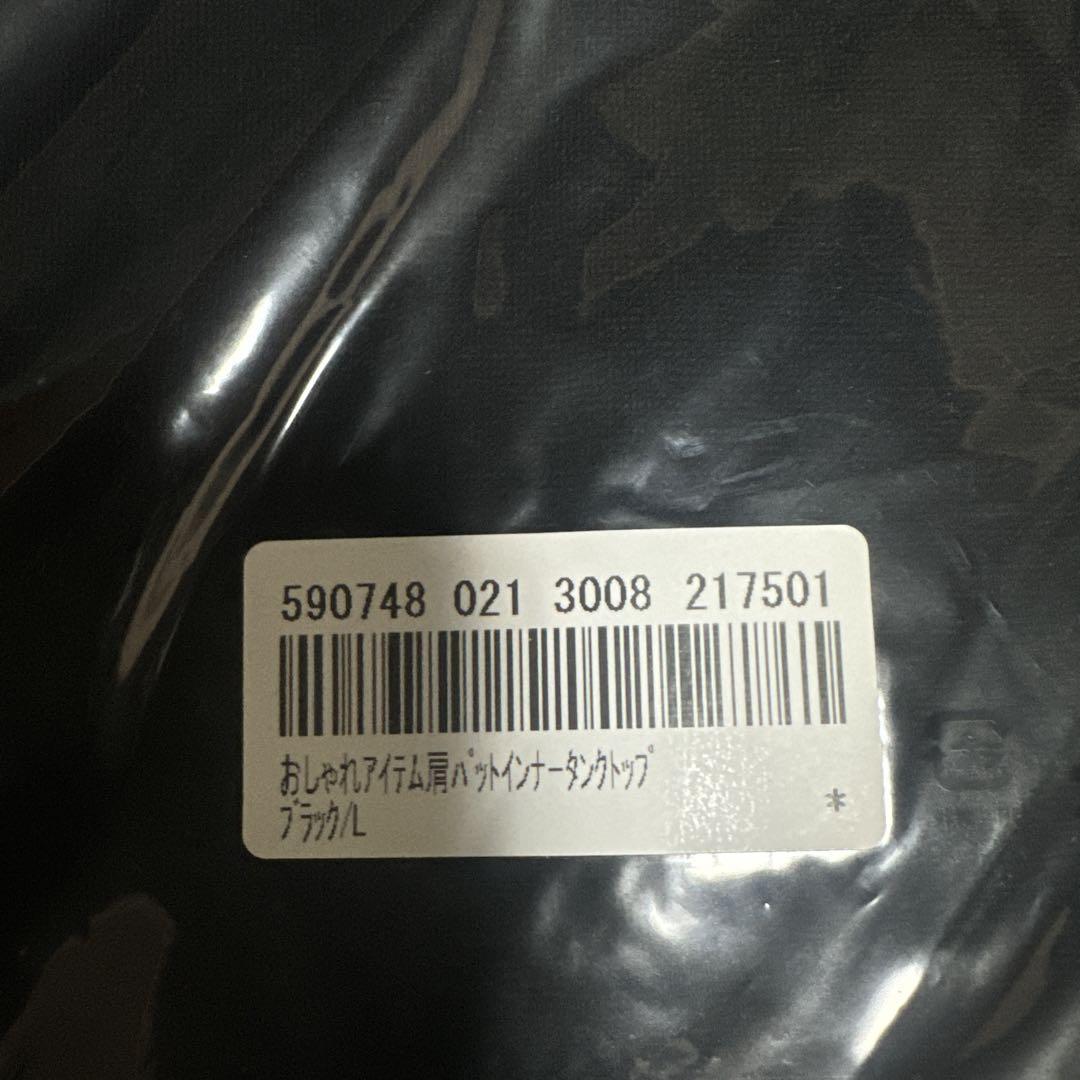 590748 021 3008 217501
おしゃれアイテム肩パットインナータンクトップ
ブラック/L
*